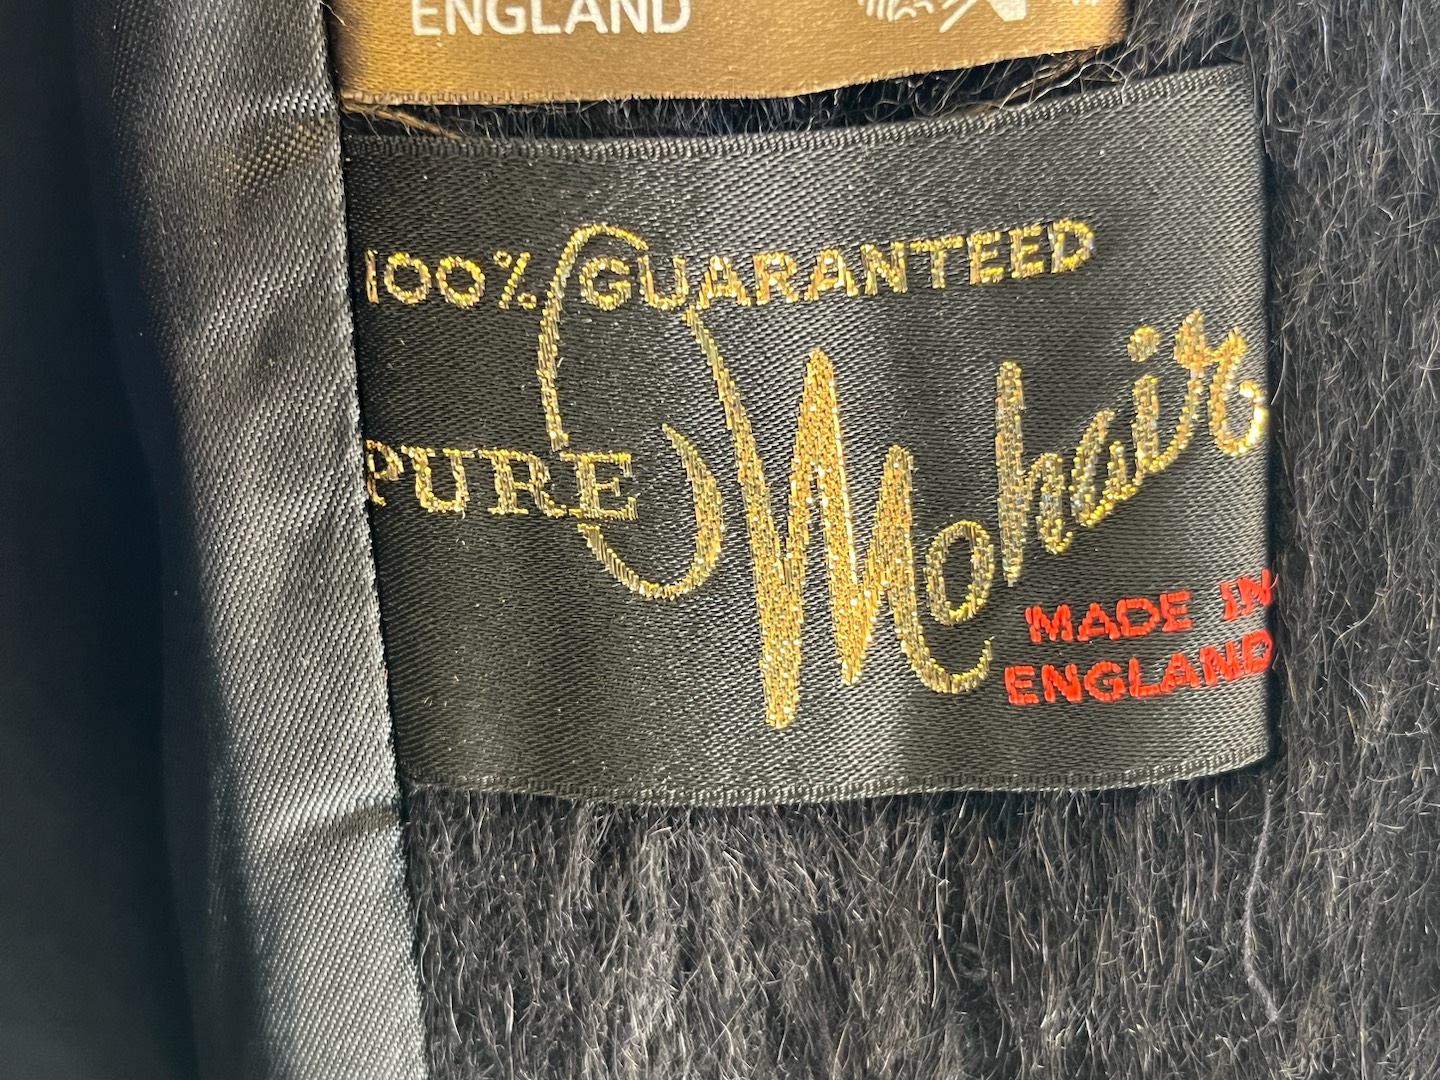 ENGLAND
100% GUARANTEED
PURE Mohair
MADE IN
ENGLAND